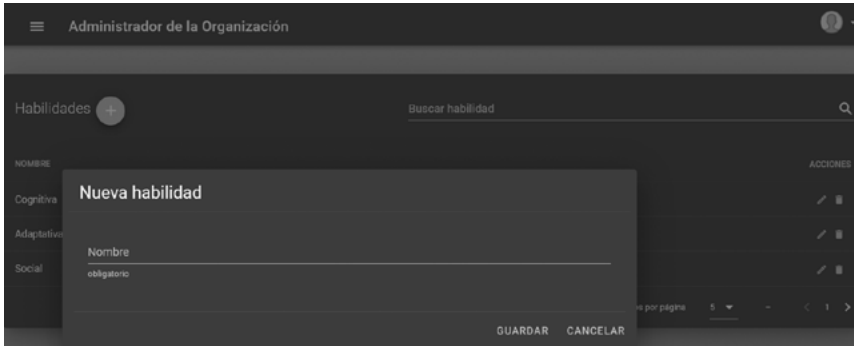 Administrador de la Organización
Habilidades +
Buscar habilidad
NOMBRE ACCIONES
Cognitiva
Adaptativa
Social
Nueva habilidad
Nombre
obligatorio
GUARDAR CANCELAR
por página 5 - < 1 >